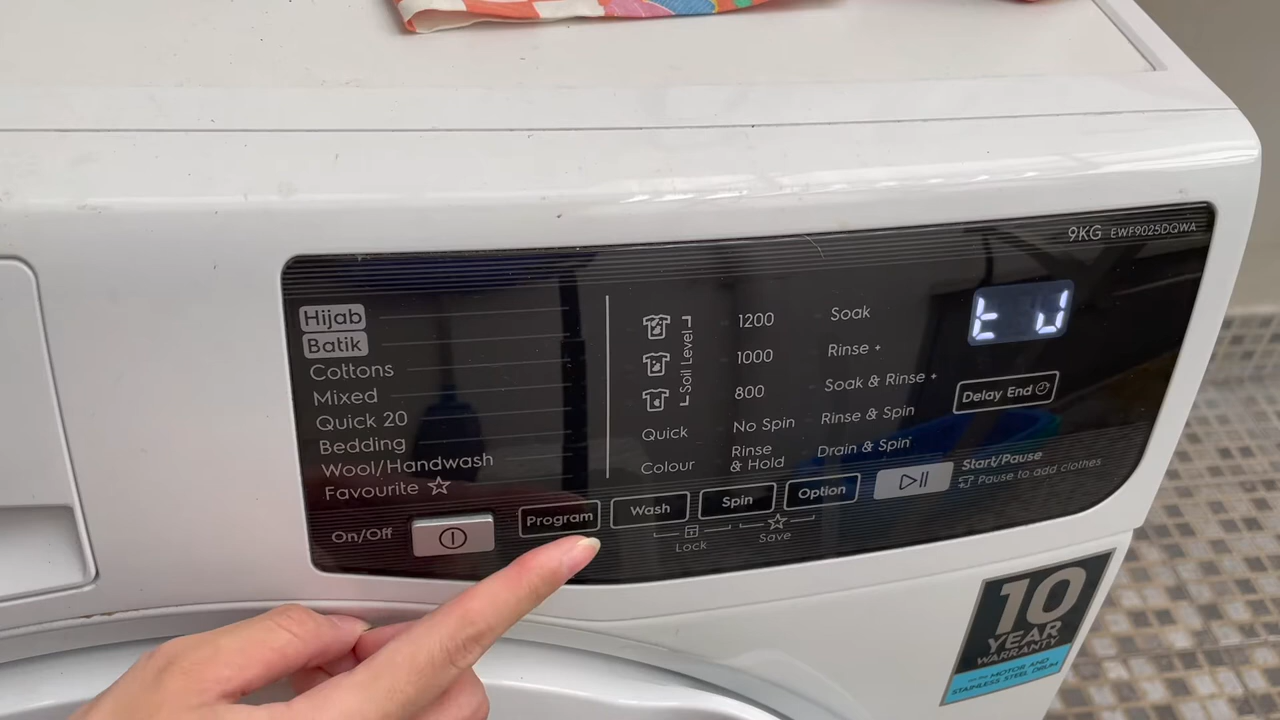 9KG EWF9025DQWA
Hijab
Batik
Cottons
Mixed
Quick 20
Bedding
Wool/Handwash
Favourite
Soil Level
Quick
Colour
1200
1000
800
No Spin
Rinse
& Hold
Soak
Rinse +
Soak & Rinse +
Rinse & Spin
Drain & Spin
Delay End
On/Off
Program
Wash
Spin
Option
Start/Pause
Pause to add clothes
Lock
Save
10
YEAR
WARRANTY
MOTOR AND
STAINLESS STEEL DRUM